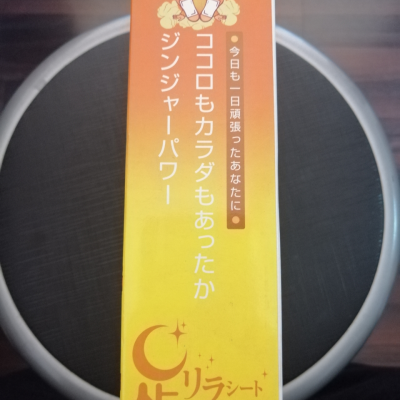 今日も一日頑張ったあなたに
ココロもカラダもあったか
ジンジャーパワー
リラ
シート